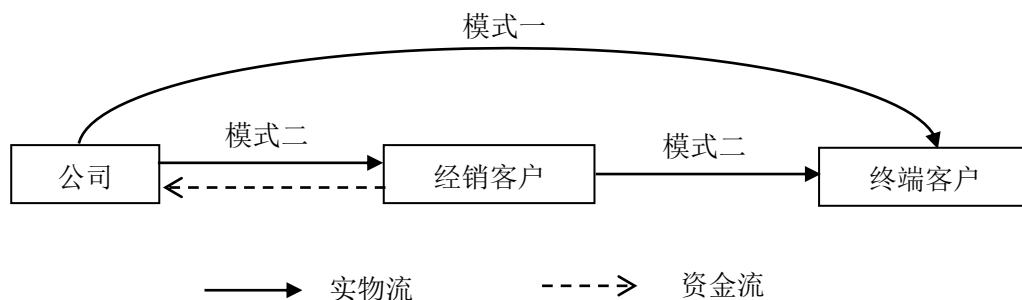 模式一
模式二
模式二
公司
经销客户
终端客户
实物流
资金流